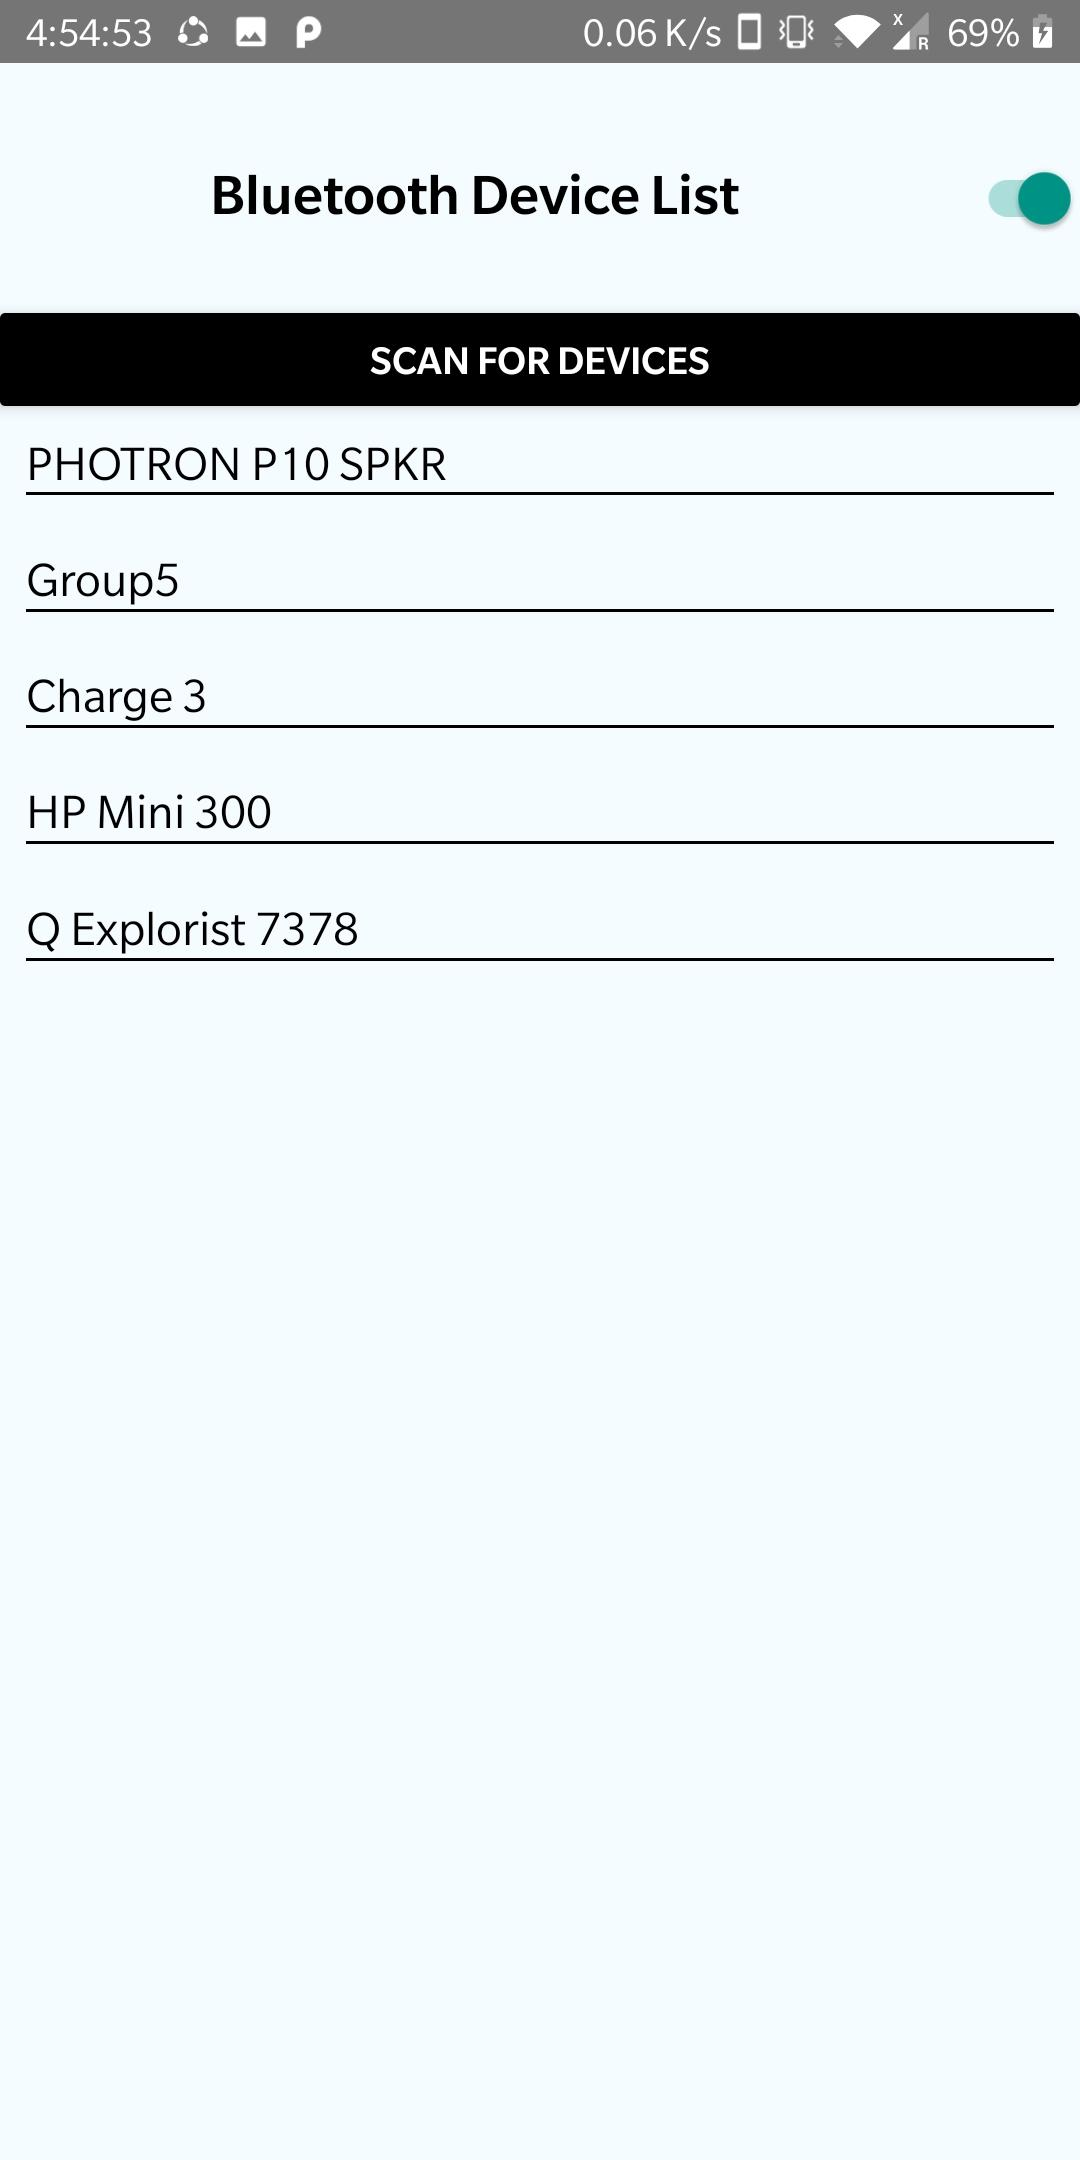 4:54:53 0.06 K/s X R 69%
Bluetooth Device List
SCAN FOR DEVICES
PHOTRON P10 SPKR
Group5
Charge 3
HP Mini 300
Q Explorist 7378